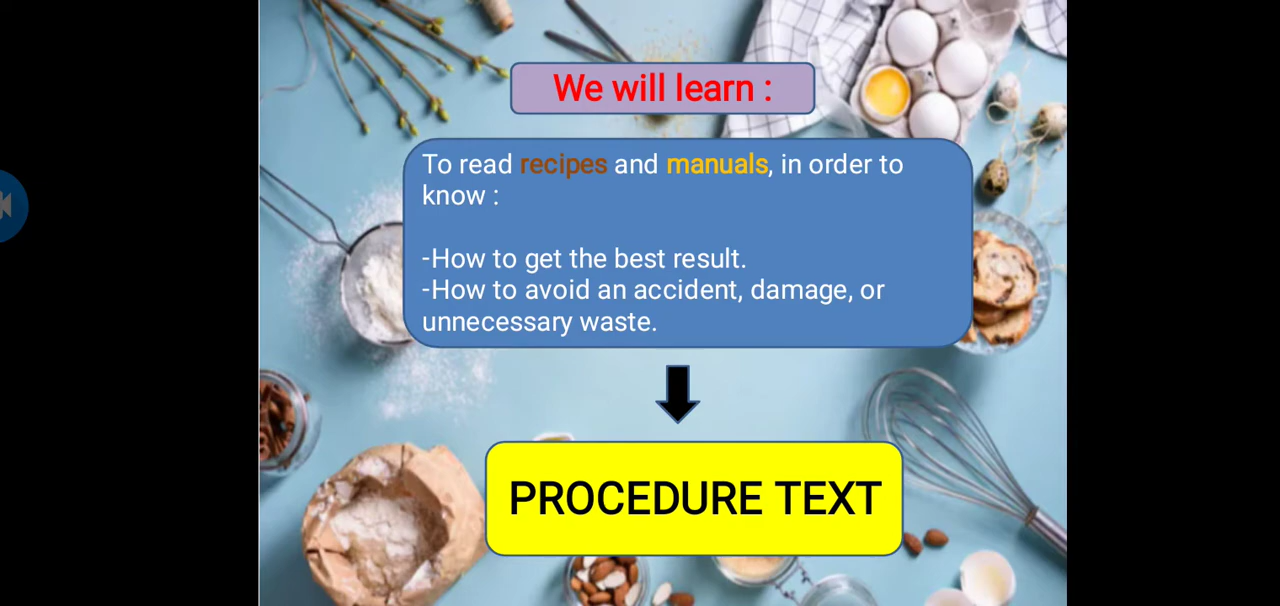 We will learn :
To read recipes and manuals, in order to
know :
-How to get the best result.
-How to avoid an accident, damage, or
unnecessary waste.
PROCEDURE TEXT